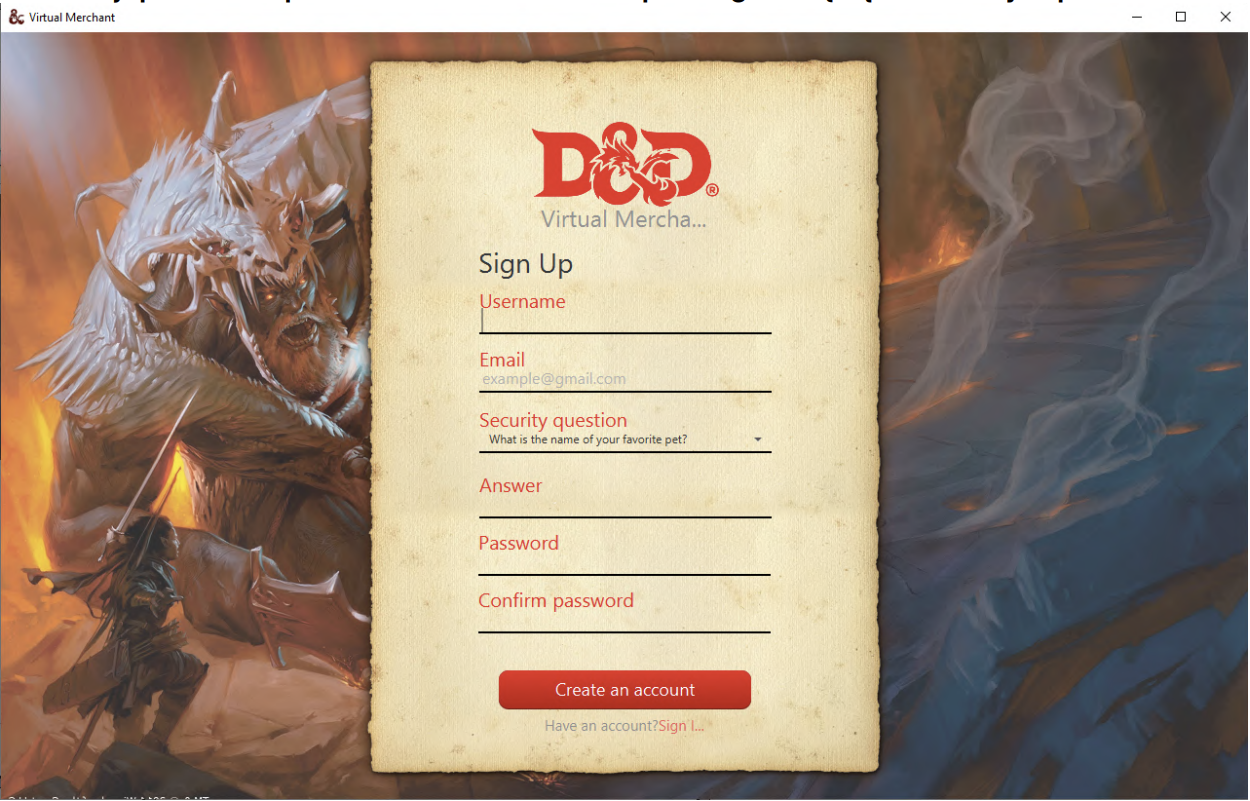 Virtual Merchant
D&D®
Virtual Mercha...
Sign Up
Username
Email
example@gmail.com
Security question
What is the name of your favorite pet?
Answer
Password
Confirm password
Create an account
Have an account?Sign I...